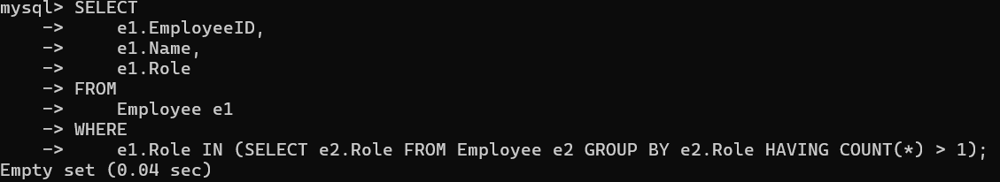 mysql> SELECT
    ->     e1.EmployeeID,
    ->     e1.Name,
    ->     e1.Role
    -> FROM
    ->     Employee e1
    -> WHERE
    ->     e1.Role IN (SELECT e2.Role FROM Employee e2 GROUP BY e2.Role HAVING COUNT(*) > 1);
Empty set (0.04 sec)